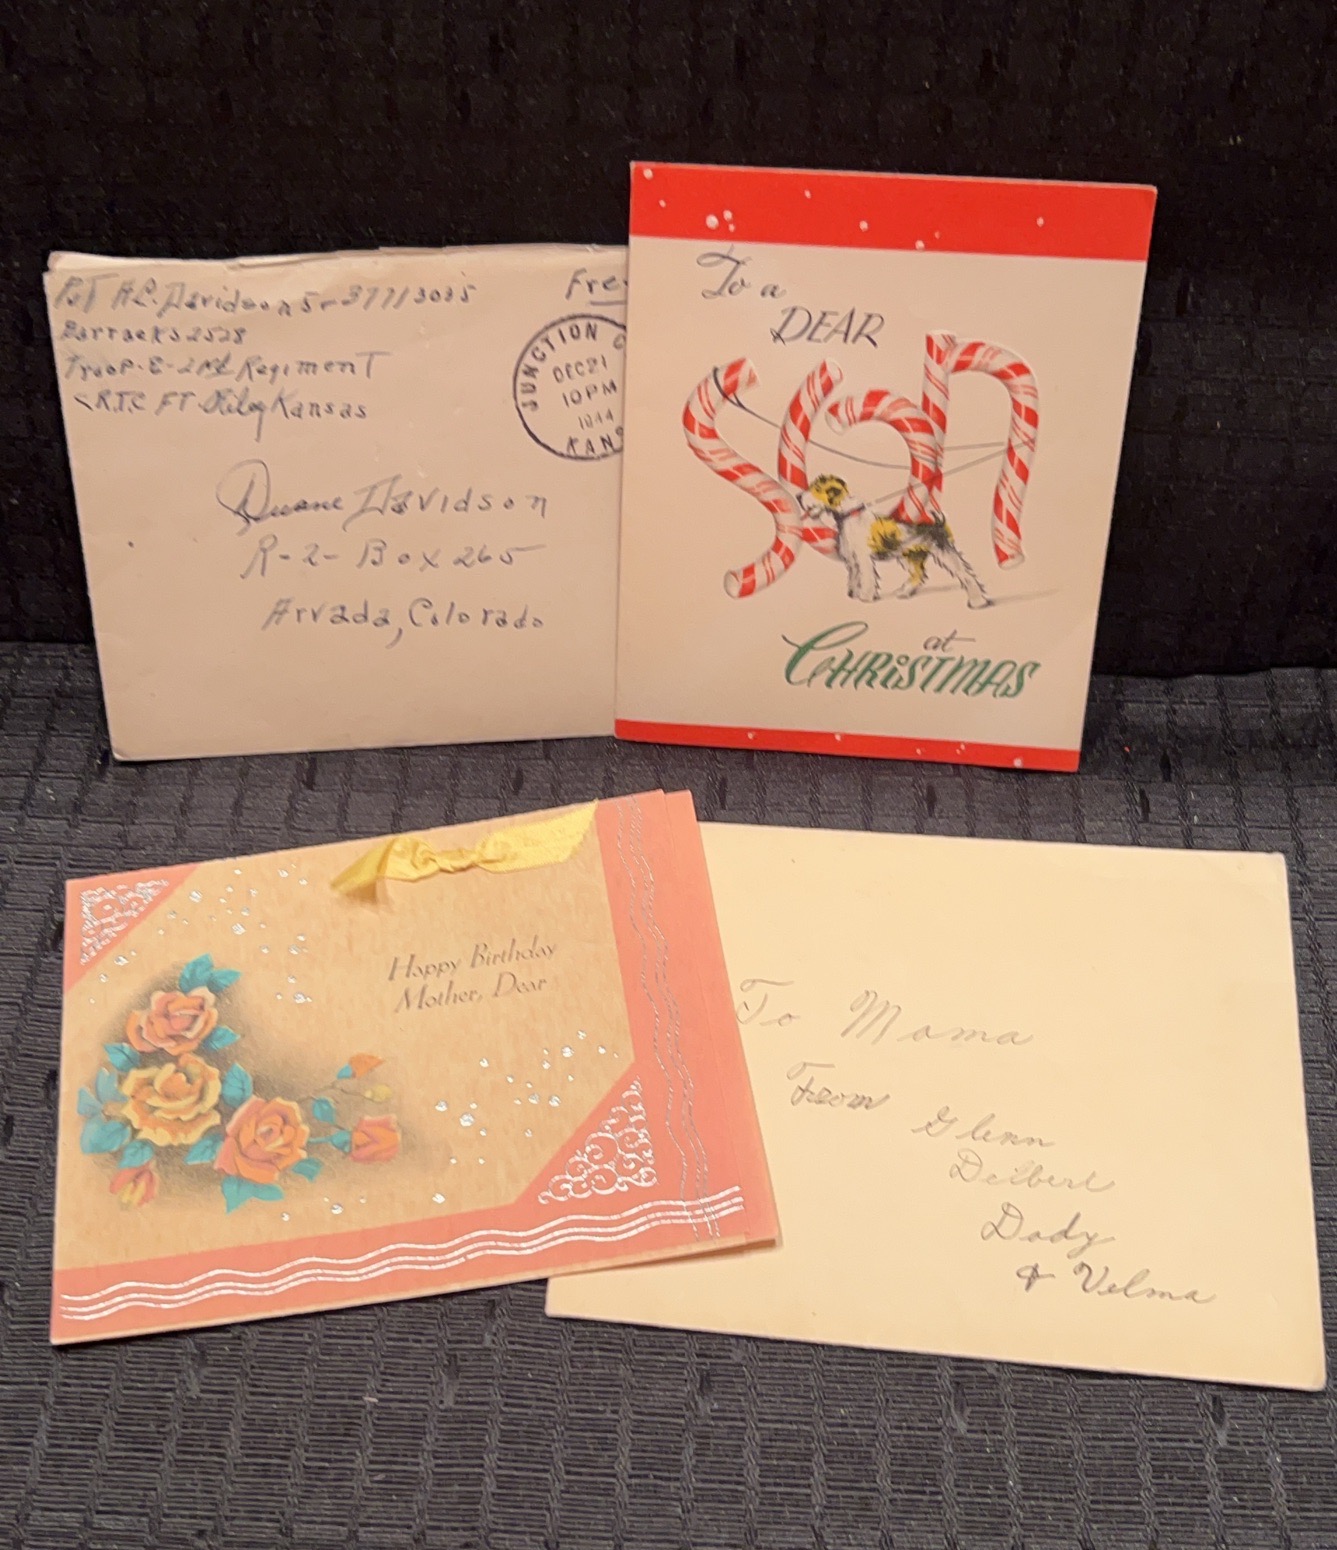 Pvt H.L. Davidson Sr 37713035
Barracks 2528
Troop-E-2nd Regiment
CRTC FT-Riley Kansas
Free
JUNCTION C
DEC 21
10 PM
1944
KANS
Duane Davidson
R-2- Box 265
Arvada, Colorado
To a
DEAR
SON
at
CHRISTMAS
Happy Birthday
Mother, Dear
To Mama
From
Glenn
Delbert
Dody
& Velma